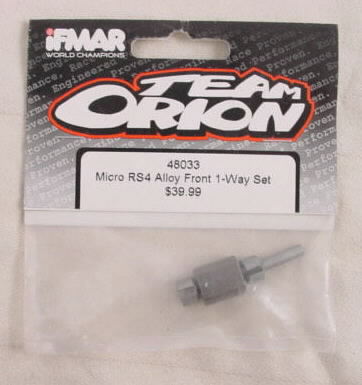 iFMAR
WORLD CHAMPIONS
TEAM
ORION
48033
Micro RS4 Alloy Front 1-Way Set
$39.99